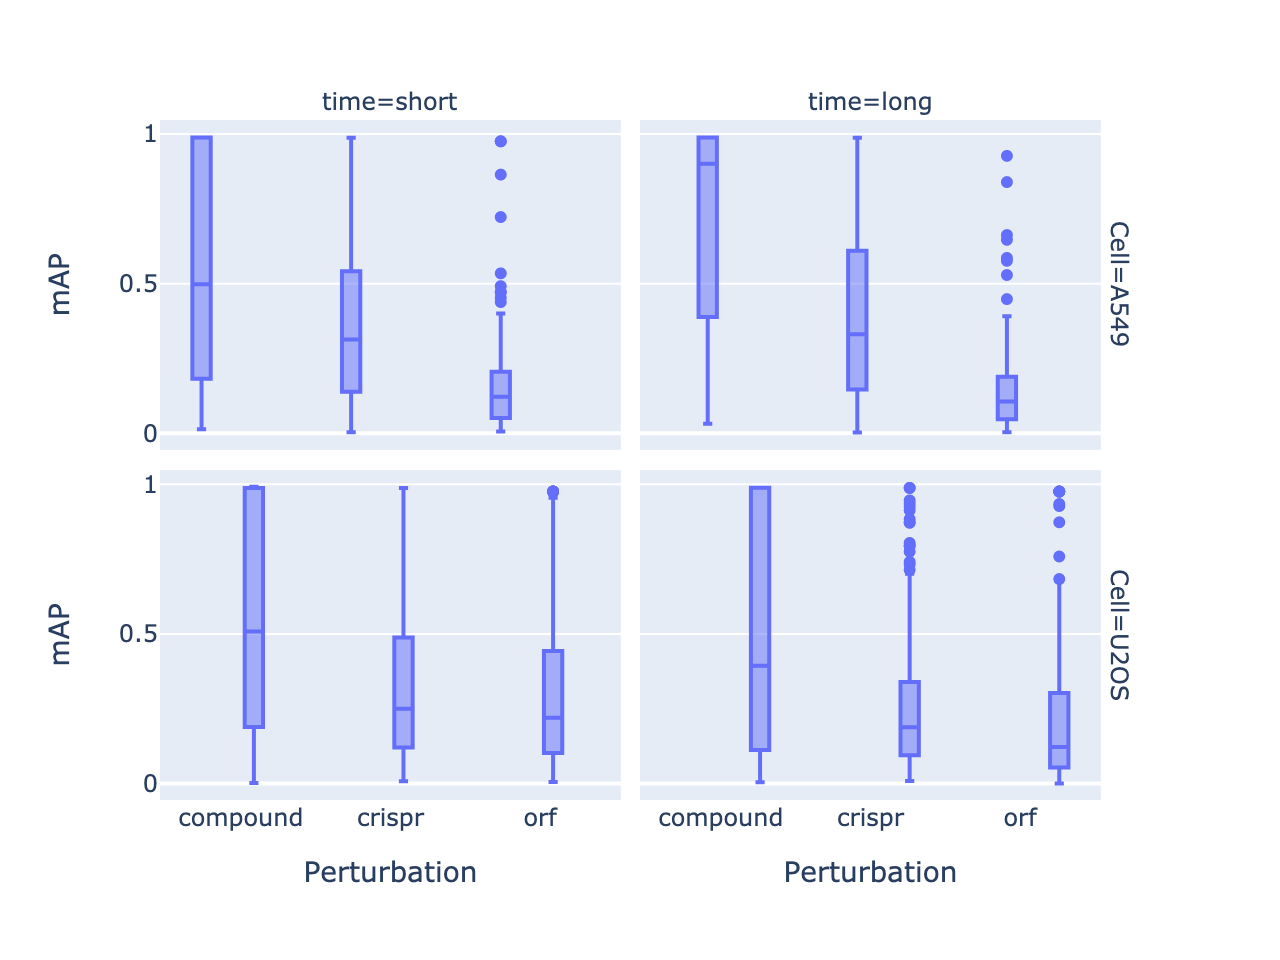 time=short
time=long
mAP
1
0.5
0
Cell=A549
mAP
1
0.5
0
Cell=U2OS
compound crispr orf
compound crispr orf
Perturbation
Perturbation